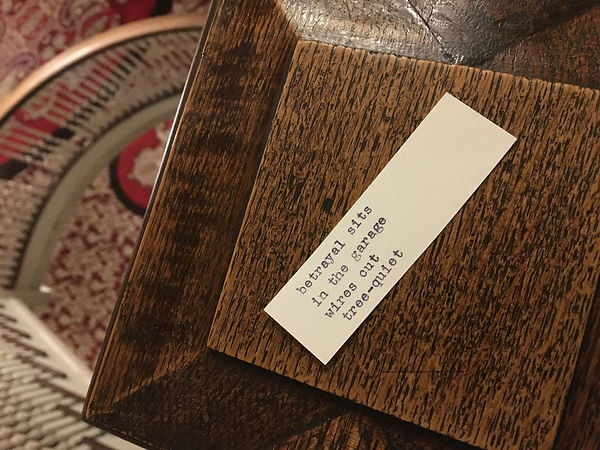 betrayal sits
in the garage
wires cut
tree-quiet